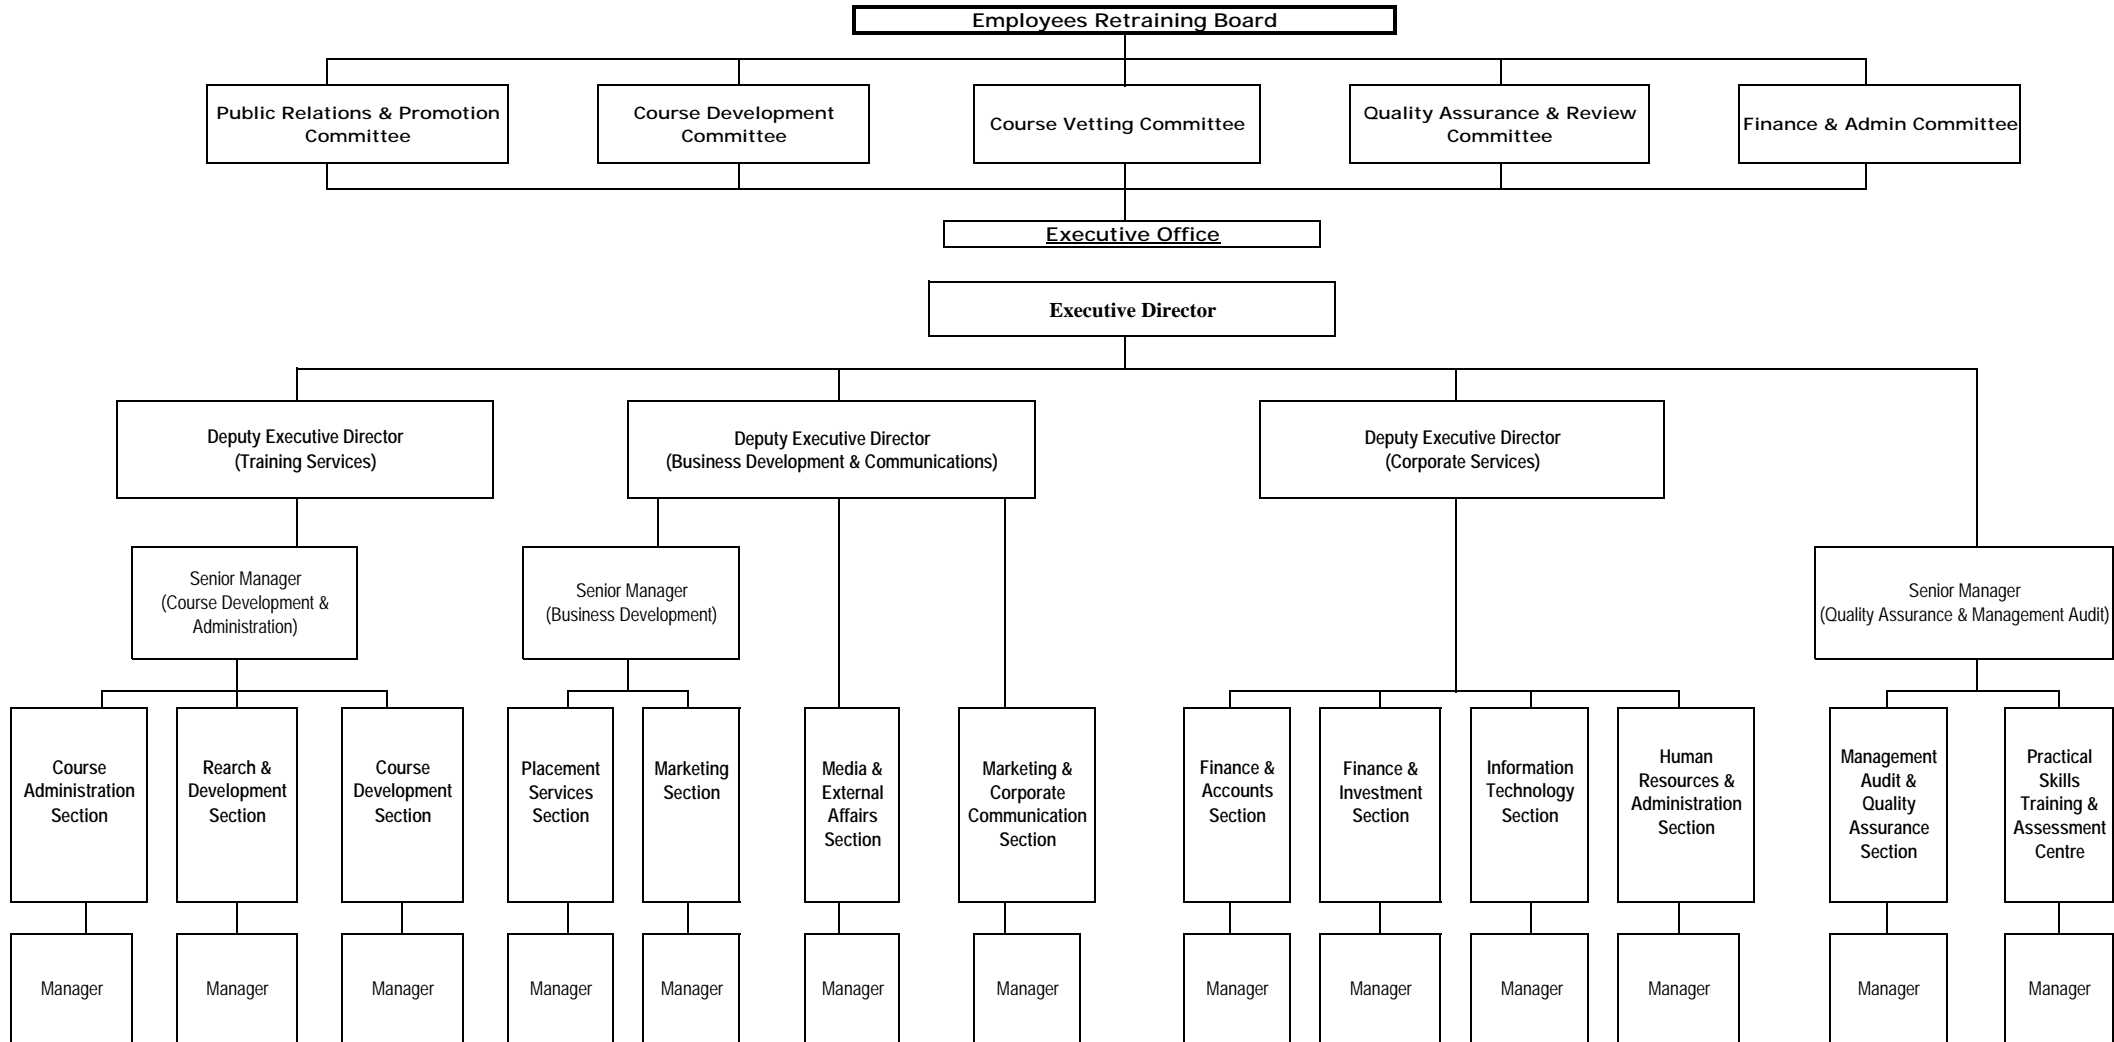 Employees Retraining Board
Public Relations & Promotion
Committee
Course Development
Committee
Course Vetting Committee
Quality Assurance & Review
Committee
Finance & Admin Committee
Executive Office
Executive Director
Deputy Executive Director
(Training Services)
Deputy Executive Director
(Business Development & Communications)
Deputy Executive Director
(Corporate Services)
Senior Manager
(Course Development &
Administration)
Senior Manager
(Business Development)
Senior Manager
(Quality Assurance & Management Audit)
Course
Administration
Section
Rearch &
Development
Section
Course
Development
Section
Placement
Services
Section
Marketing
Section
Media &
External
Affairs
Section
Marketing &
Corporate
Communication
Section
Finance &
Accounts
Section
Finance &
Investment
Section
Information
Technology
Section
Human
Resources &
Administration
Section
Management
Audit &
Quality
Assurance
Section
Practical
Skills
Training &
Assessment
Centre
Manager
Manager
Manager
Manager
Manager
Manager
Manager
Manager
Manager
Manager
Manager
Manager
Manager